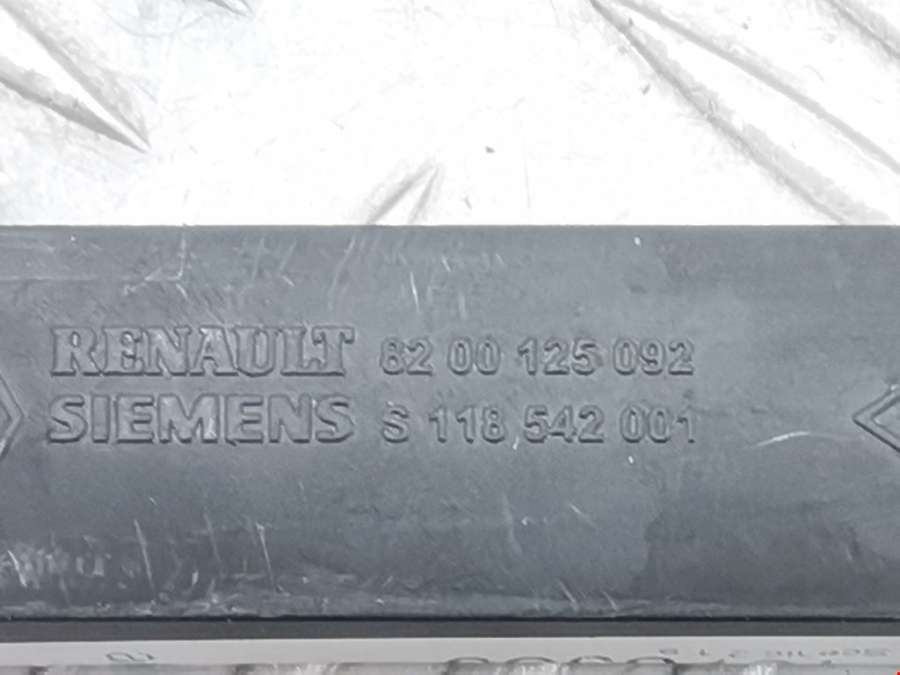 RENAULT 82 00 125 092
SIEMENS S 118 542 001